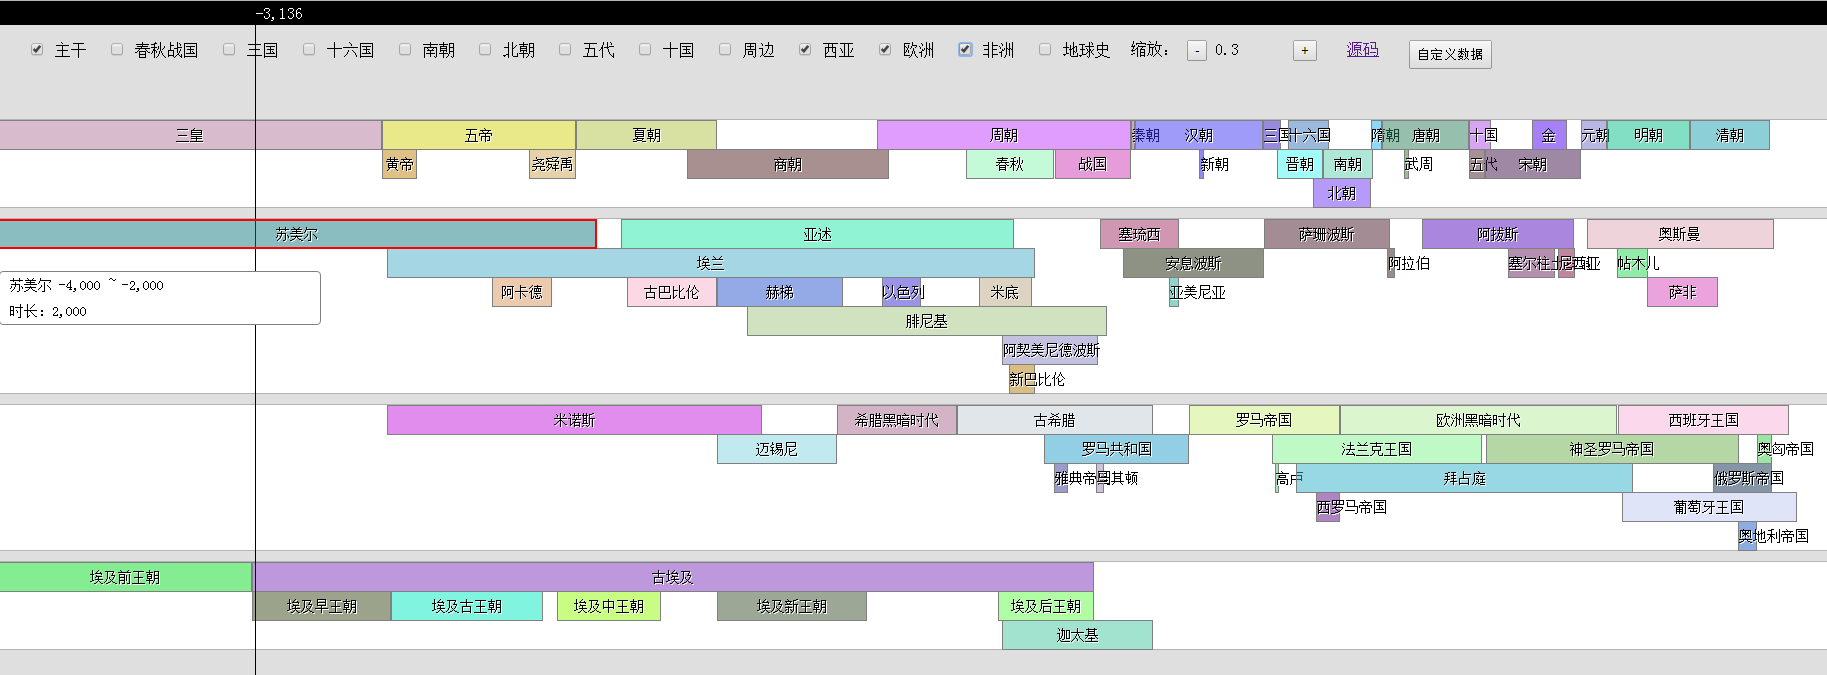 -3,136
主干 春秋战国 三国 十六国 南朝 北朝 五代 十国 周边 西亚 欧洲 非洲 地球史 缩放： - 0.3 + 源码 自定义数据
三皇 五帝 夏朝 周朝 秦朝 汉朝 三国 十六国 隋朝 唐朝 十国 金 元朝 明朝 清朝
黄帝 尧舜禹 商朝 春秋 战国 新朝 晋朝 南朝 武周 五代 宋朝
北朝
苏美尔 亚述 塞琉西 萨珊波斯 阿拔斯 奥斯曼
埃兰 安息波斯 阿拉伯 塞尔柱 尼西亚 帖木儿
苏美尔 -4,000 ~ -2,000
时长：2,000
阿卡德 古巴比伦 赫梯 以色列 米底 亚美尼亚 萨非
腓尼基
阿契美尼德波斯
新巴比伦
米诺斯 希腊黑暗时代 古希腊 罗马帝国 欧洲黑暗时代 西班牙王国
迈锡尼 罗马共和国 法兰克王国 神圣罗马帝国 奥匈帝国
雅典帝国 其顿 高卢 拜占庭 俄罗斯帝国
西罗马帝国 葡萄牙王国
奥地利帝国
埃及前王朝 古埃及
埃及早王朝 埃及古王朝 埃及中王朝 埃及新王朝 埃及后王朝
迦太基